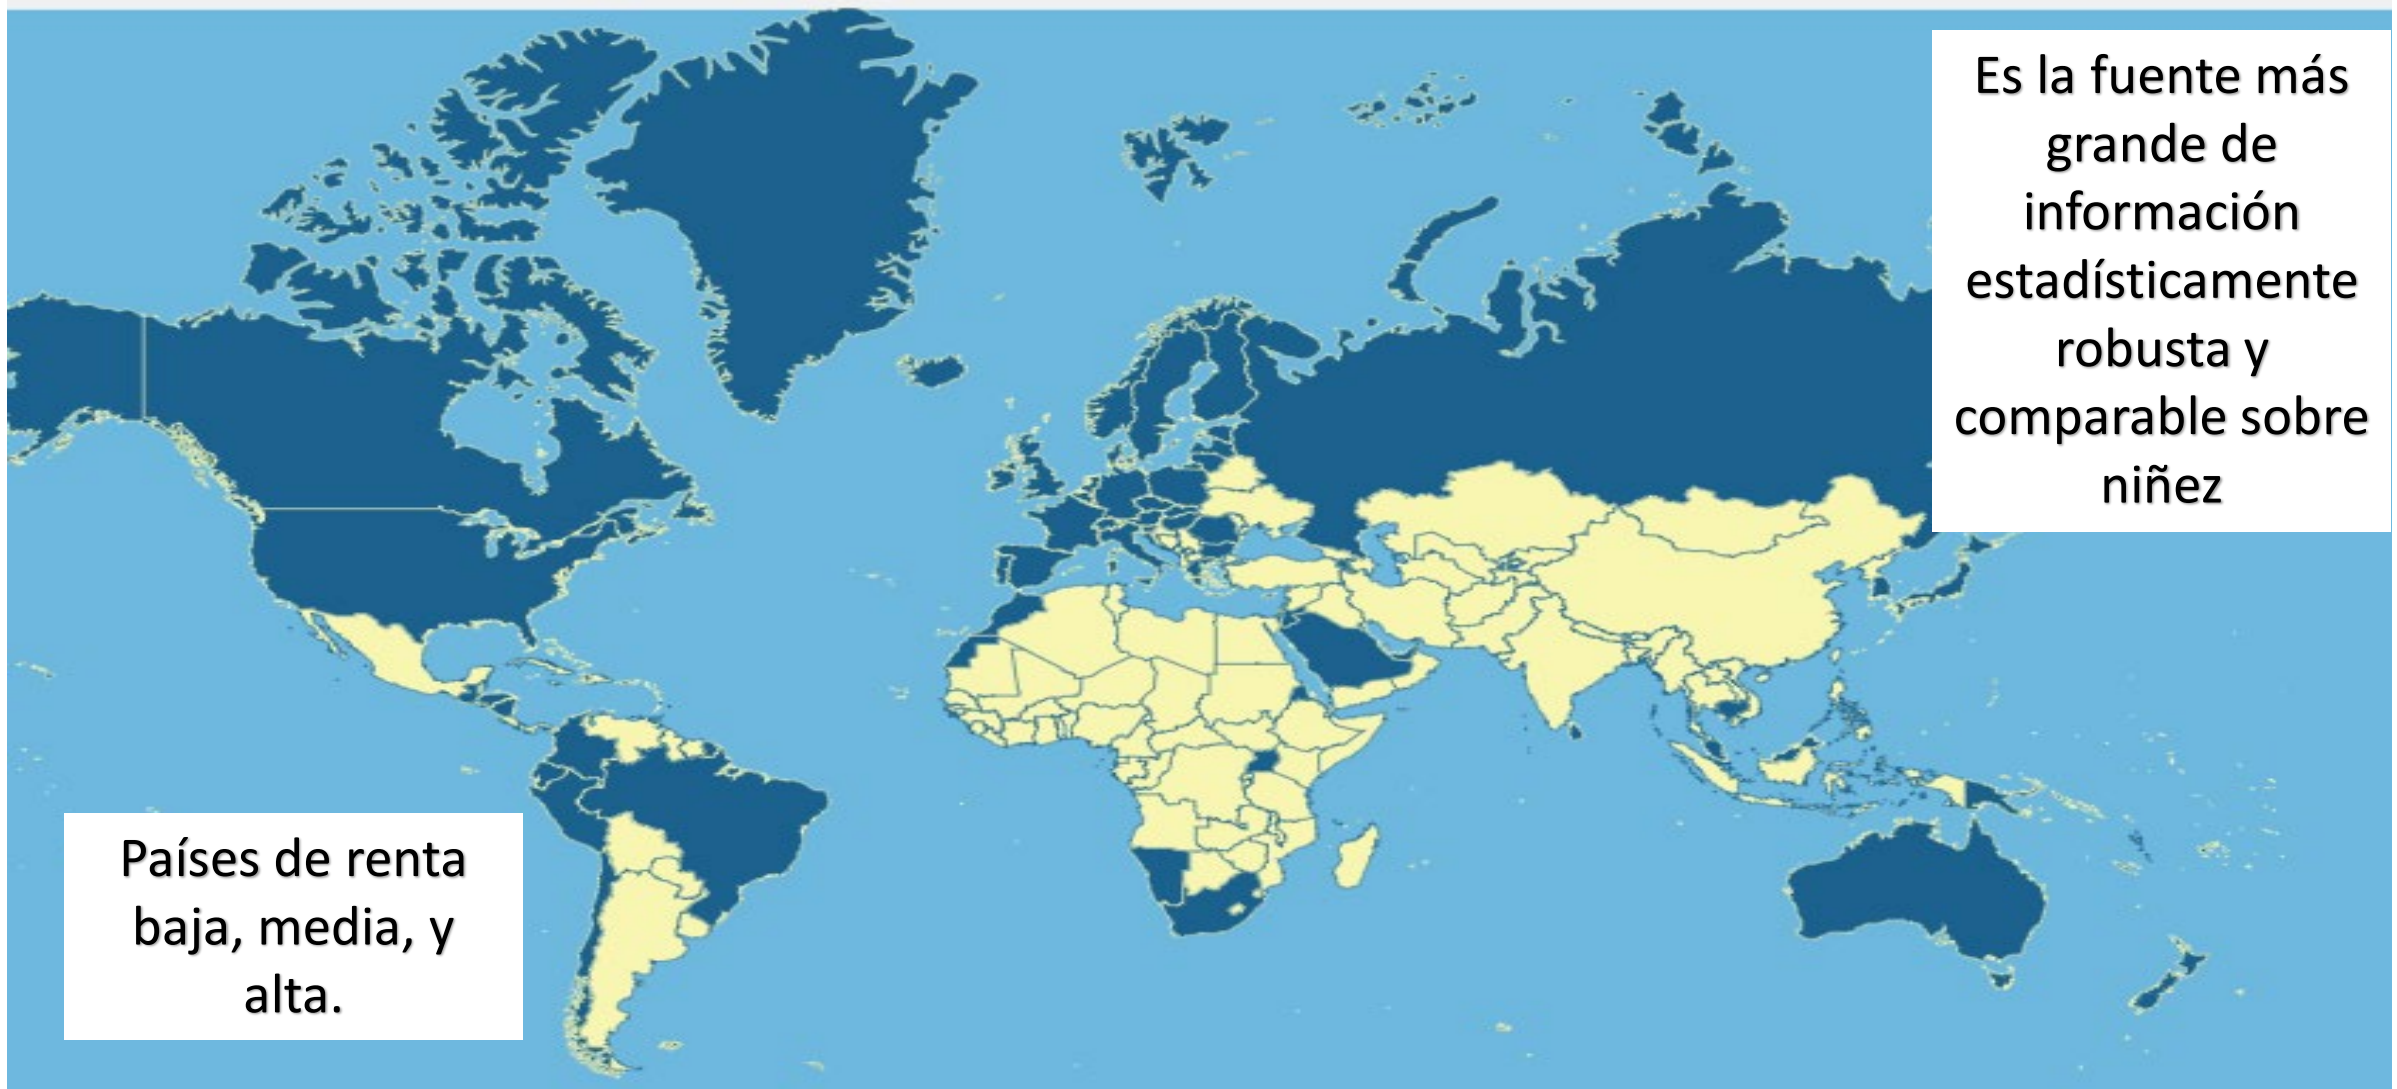 Es la fuente más
grande de
información
estadísticamente
robusta y
comparable sobre
niñez
Países de renta
baja, media, y
alta.